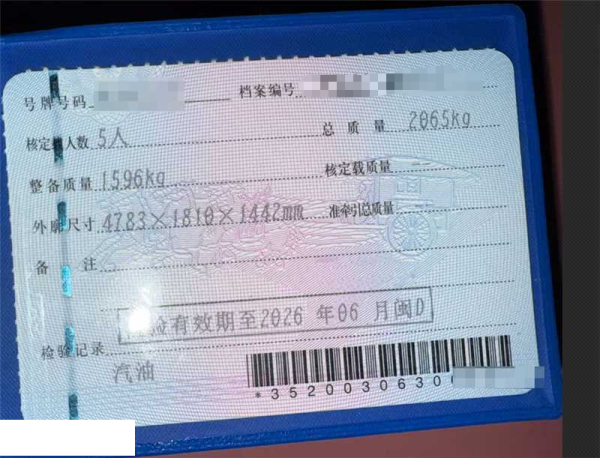 号牌号码 档案编号
核定 人数 5人 总 质 量 2065kg
整备质量 1596kg 核定载质量
外廓尺寸 4783×1810×1442mm 准牵引总质量
备 注
检验有效期至2026 年06 月闽D
检验记录
汽油
*3520030630